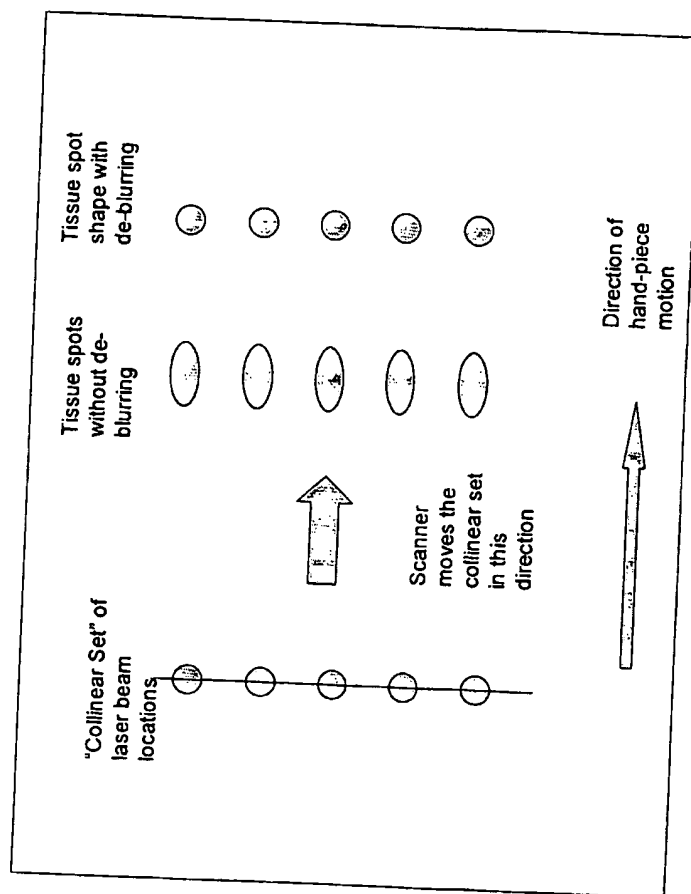 "Collinear Set" of
laser beam
locations
Tissue spots
without de-
blurring
Tissue spot
shape with
de-blurring
Scanner
moves the
collinear set
in this
direction
Direction of
hand-piece
motion